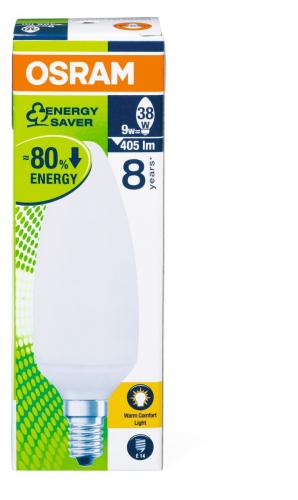 OSRAM
ENERGY
SAVER
38
W
9w=
405 lm
≈80%
ENERGY
8
years+
Warm Comfort
Light
E 14